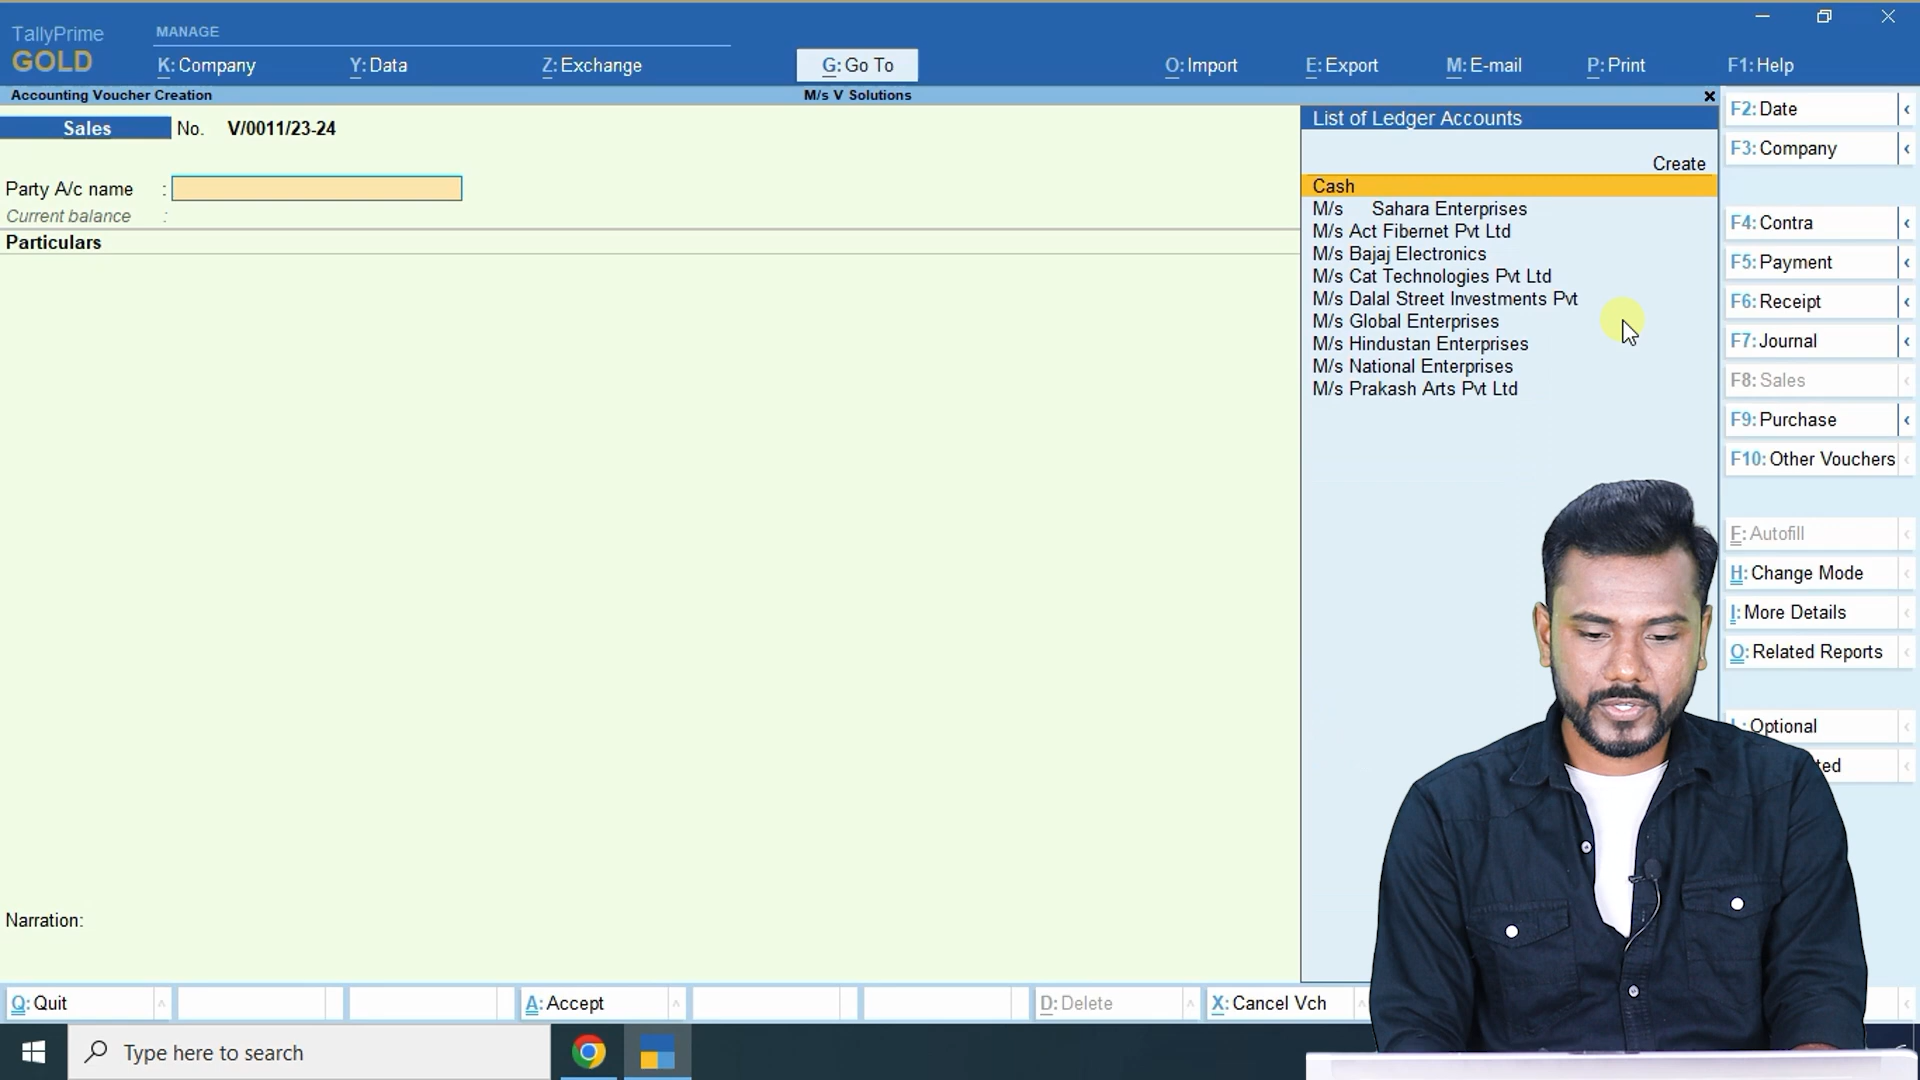 TallyPrime
GOLD
MANAGE
K: Company
Y: Data
Z: Exchange
G: Go To
O: Import
E: Export
M: E-mail
P: Print
F1: Help
Accounting Voucher Creation
M/s V Solutions
Sales
No.
V/0011/23-24
Party A/c name :
Current balance :
Particulars
Narration:
List of Ledger Accounts
Create
Cash
M/s Sahara Enterprises
M/s Act Fibernet Pvt Ltd
M/s Bajaj Electronics
M/s Cat Technologies Pvt Ltd
M/s Dalal Street Investments Pvt
M/s Global Enterprises
M/s Hindustan Enterprises
M/s National Enterprises
M/s Prakash Arts Pvt Ltd
F2: Date
F3: Company
F4: Contra
F5: Payment
F6: Receipt
F7: Journal
F8: Sales
F9: Purchase
F10: Other Vouchers
F: Autofill
H: Change Mode
I: More Details
O: Related Reports
Optional
ted
Q: Quit
A: Accept
D: Delete
X: Cancel Vch
Type here to search